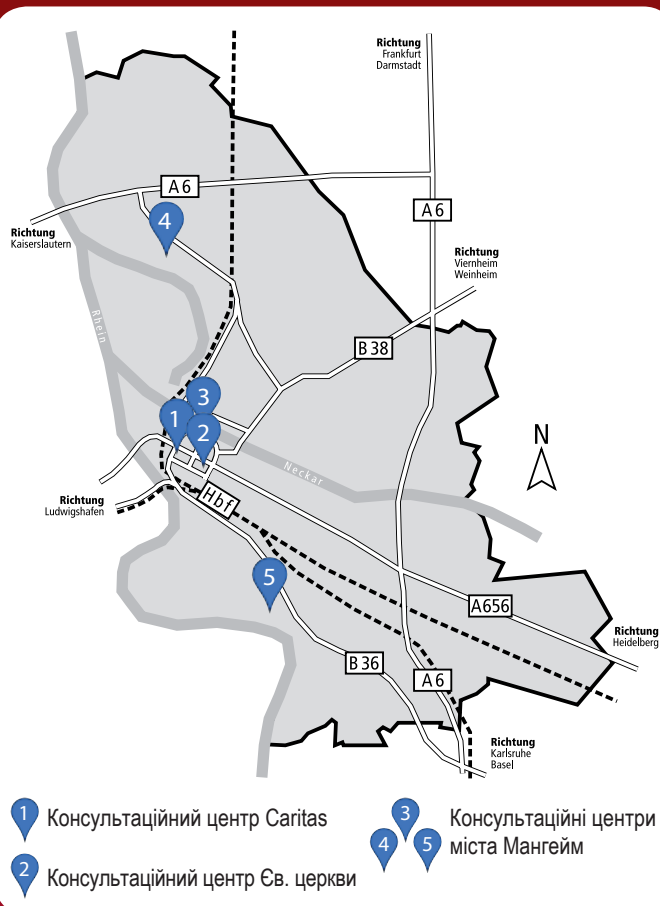 Richtung
Frankfurt
Darmstadt
A 6
4
A 6
Richtung
Kaiserslautern
Richtung
Viernheim
Weinheim
Rhein
B 38
3
1
2
N
Neckar
Richtung
Ludwigshafen
Hbf
5
A 656
Richtung
Heidelberg
B 36
A 6
Richtung
Karlsruhe
Basel
1 Консультаційний центр Caritas
2 Консультаційний центр Єв. церкви
3 4 5 Консультаційні центри
міста Мангейм